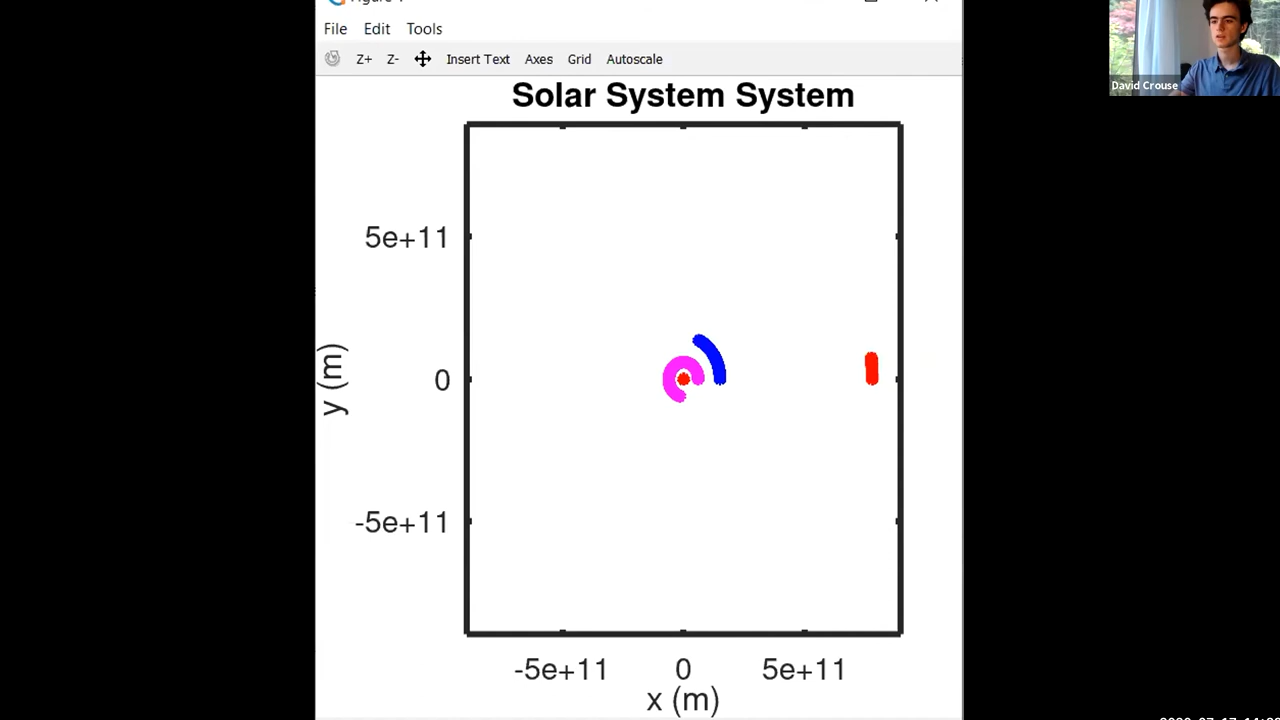 File Edit Tools
Z+ Z- Insert Text Axes Grid Autoscale
David Crouse
Solar System System
5e+11
0
-5e+11
y (m)
-5e+11 0 5e+11
x (m)